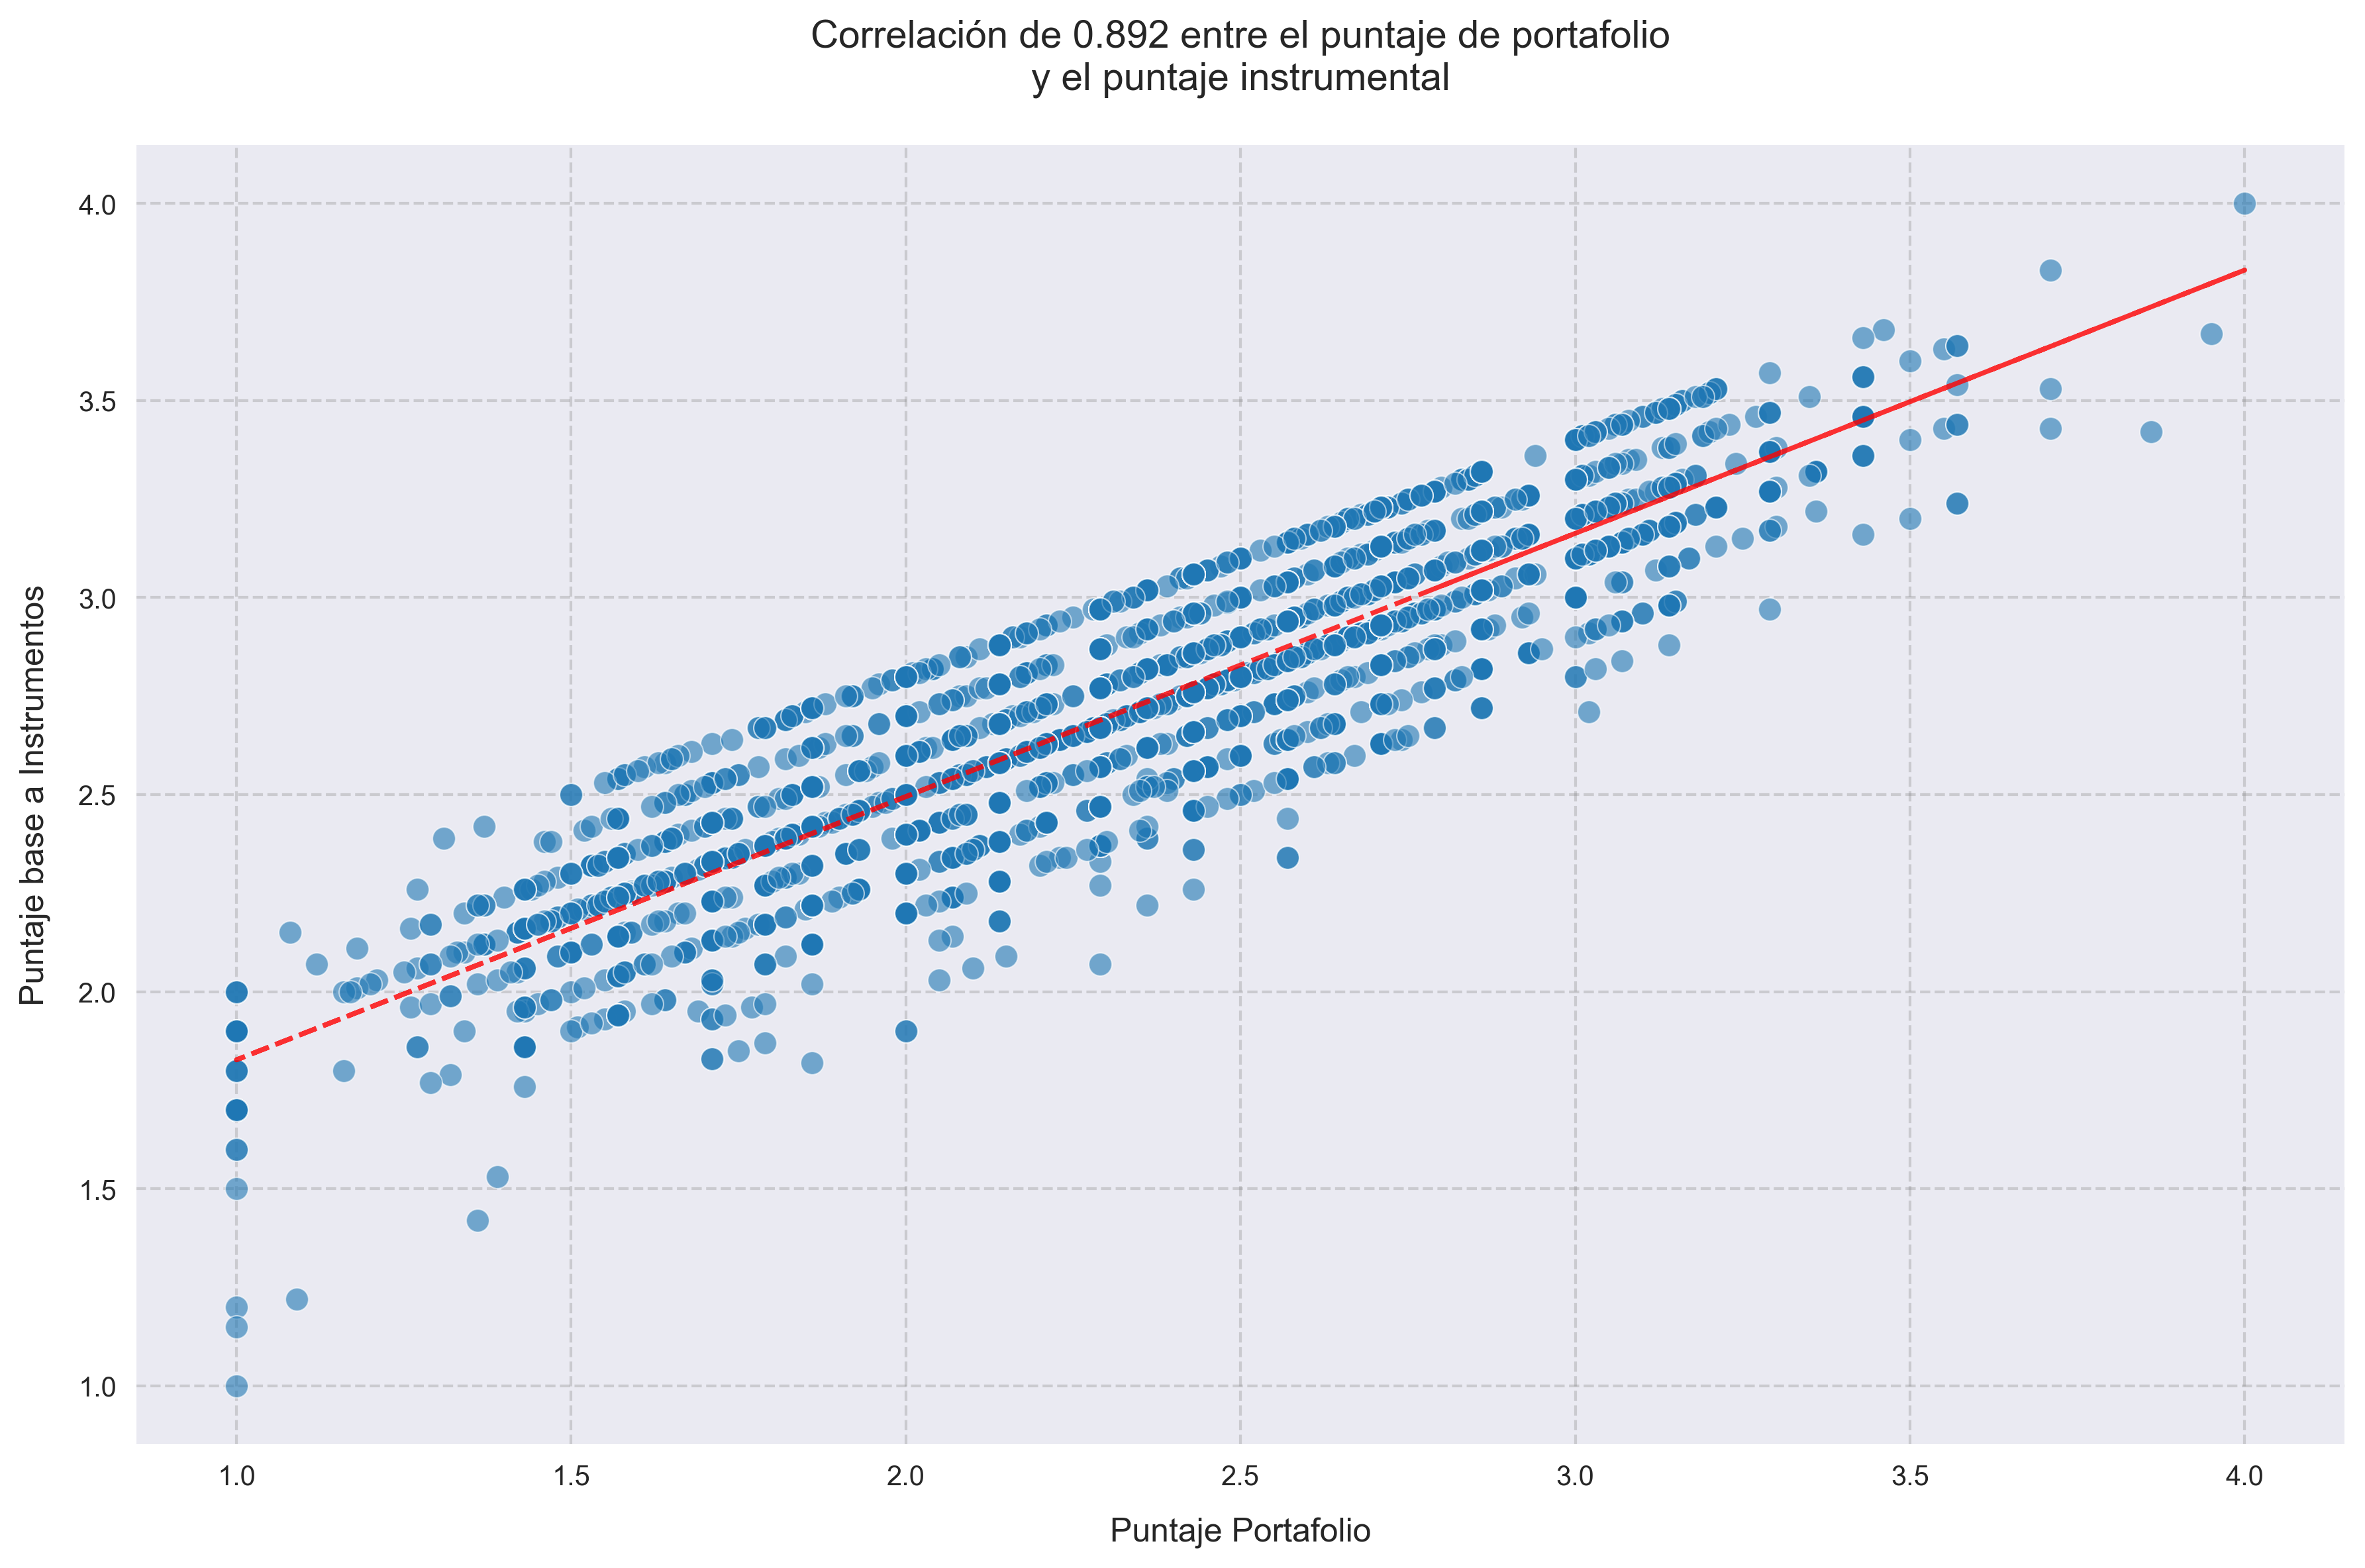 Correlación de 0.892 entre el puntaje de portafolio
y el puntaje instrumental
Puntaje base a Instrumentos
4.0
3.5
3.0
2.5
2.0
1.5
1.0
1.0 1.5 2.0 2.5 3.0 3.5 4.0
Puntaje Portafolio